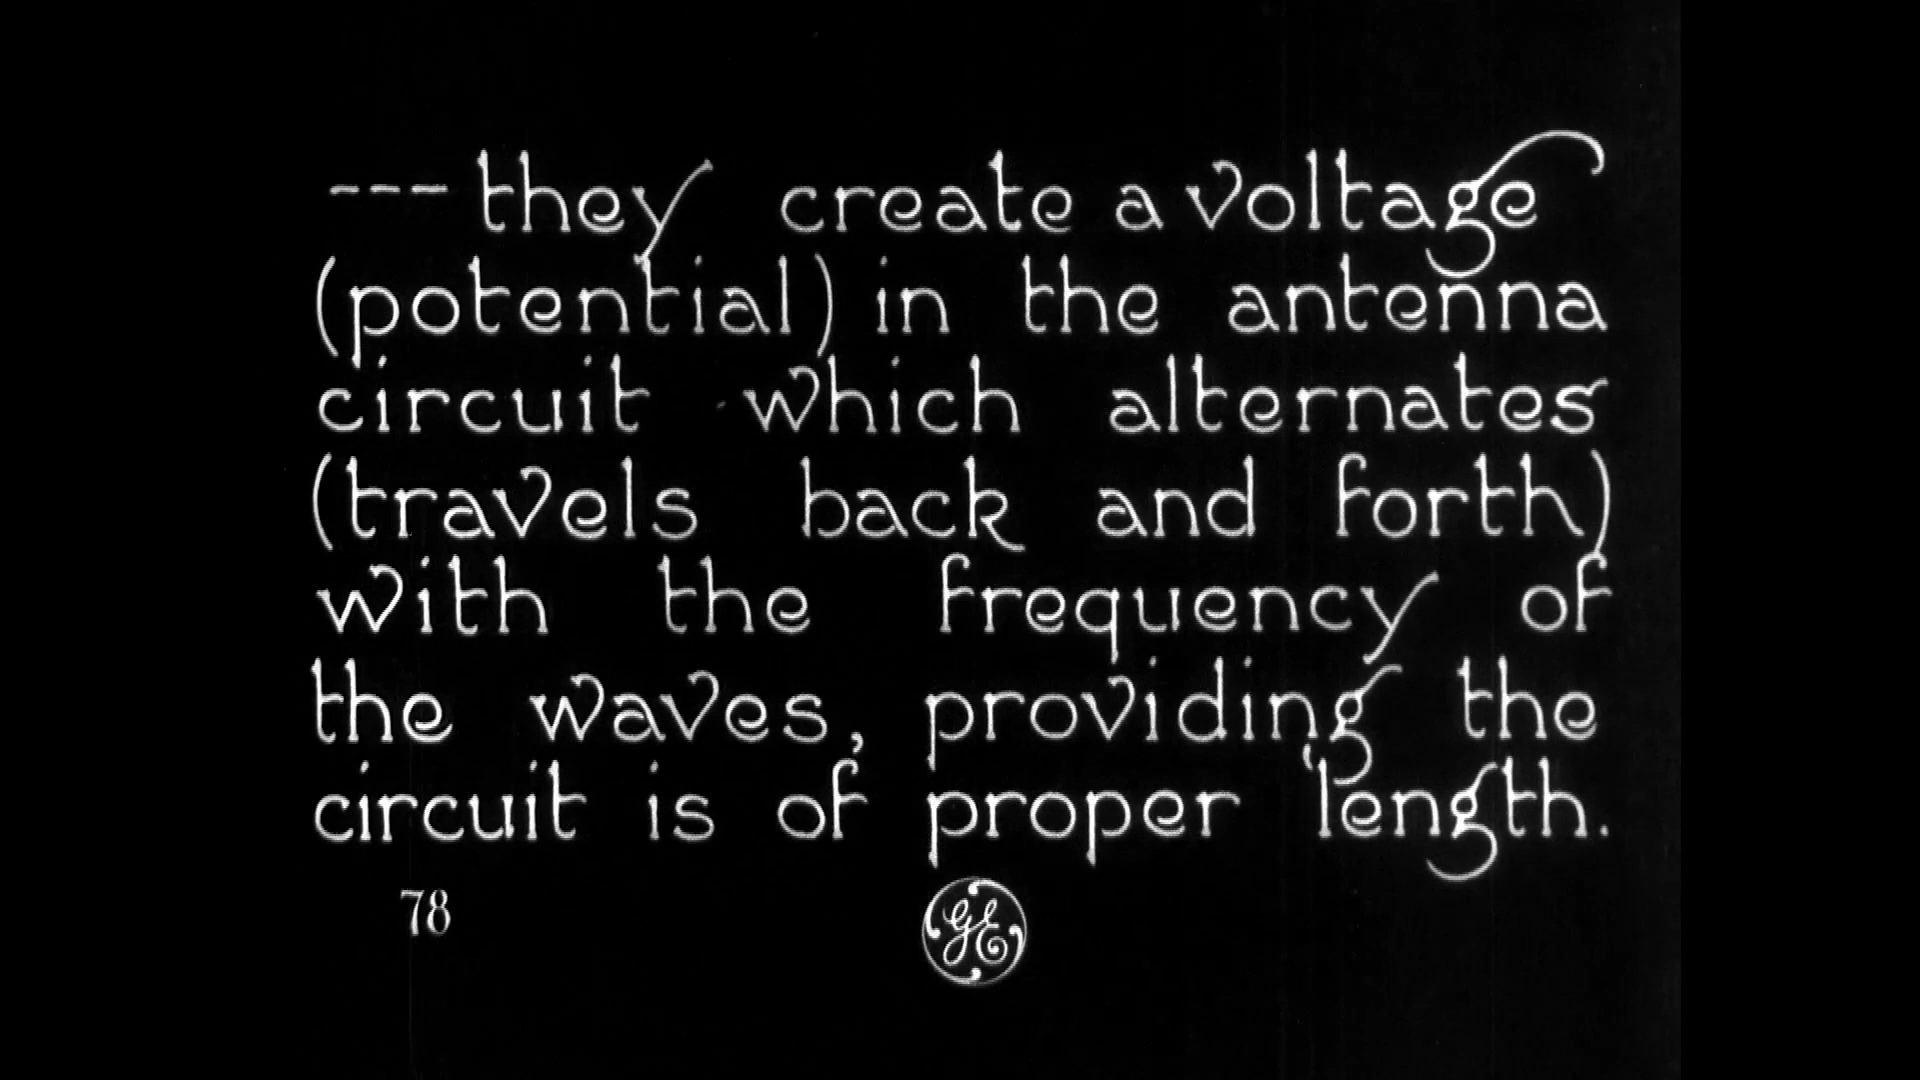 --- they create a voltage
(potential) in the antenna
circuit which alternates
(travels back and forth)
with the frequency of
the waves, providing the
circuit is of proper length.
78
GE